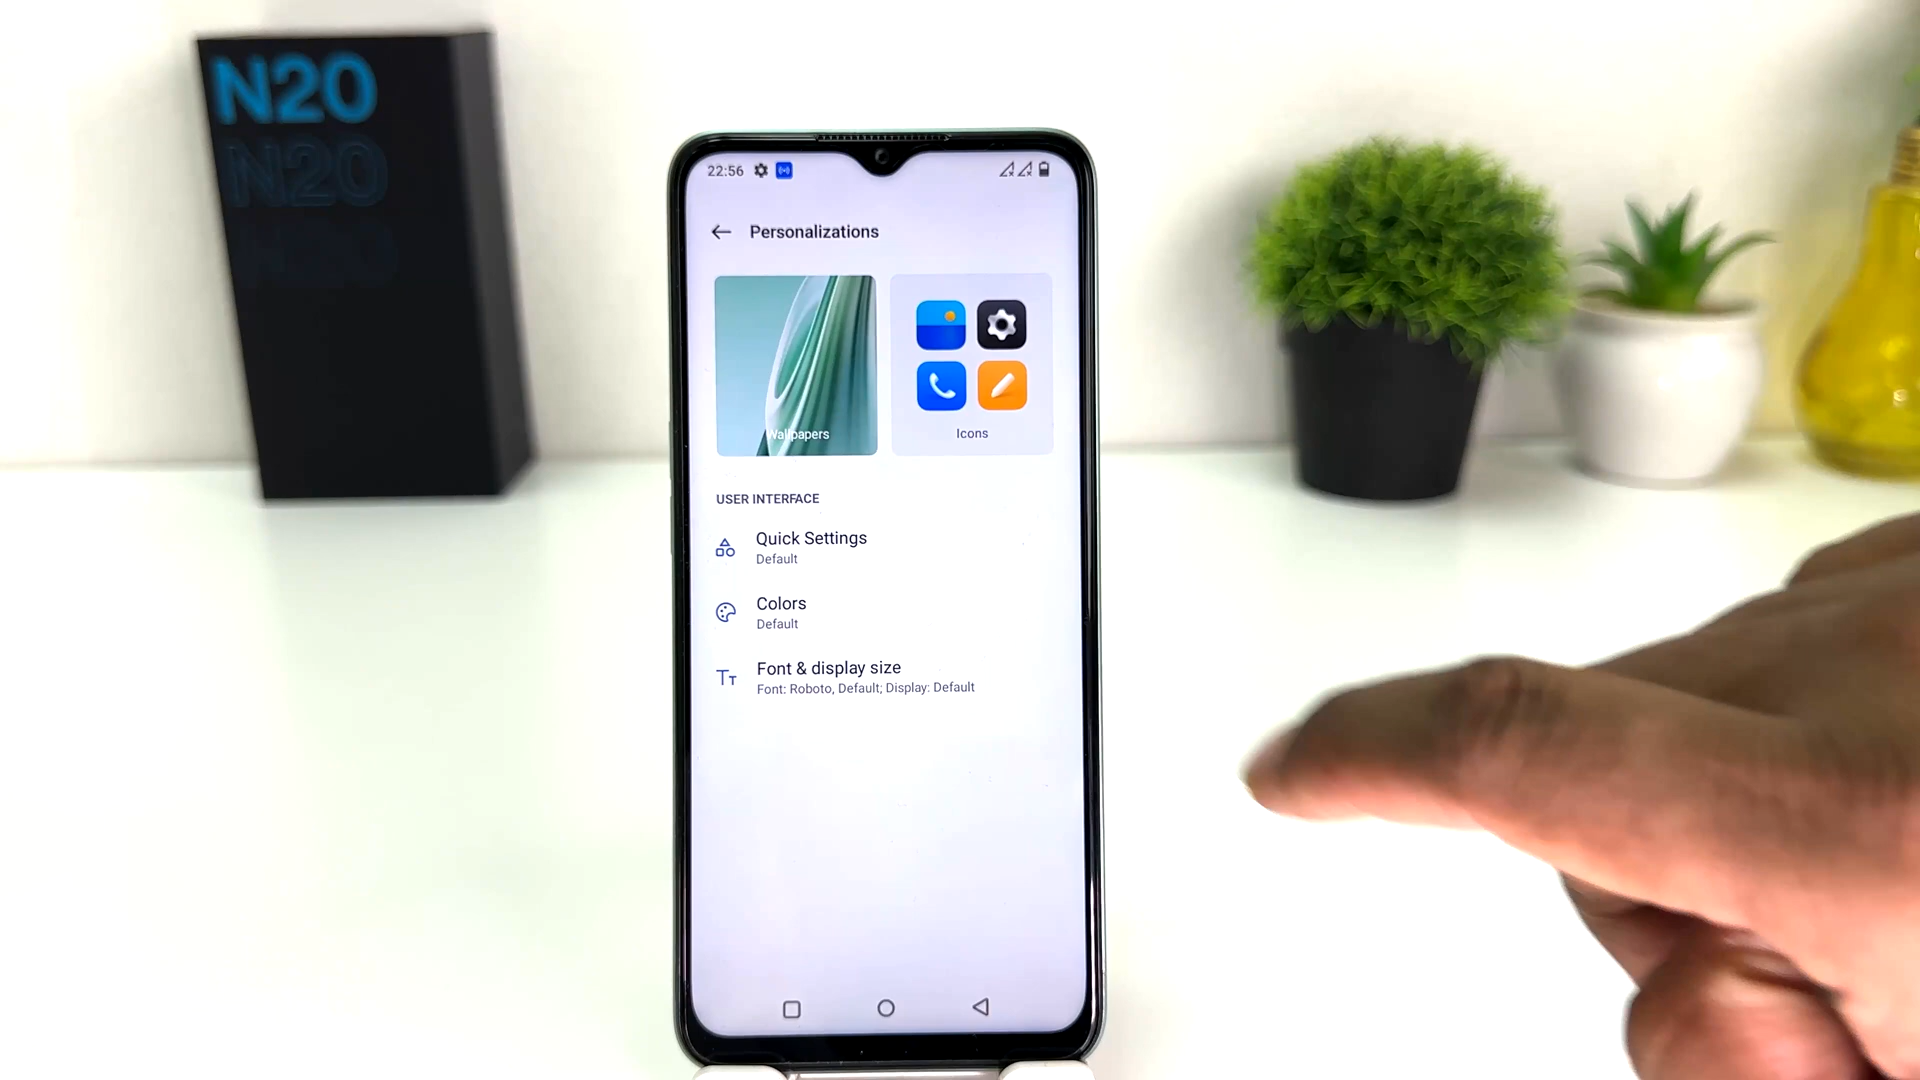 N20
N20
N20
22:56
Personalizations
Wallpapers
Icons
USER INTERFACE
Quick Settings
Default
Colors
Default
Font & display size
Font: Roboto, Default; Display: Default